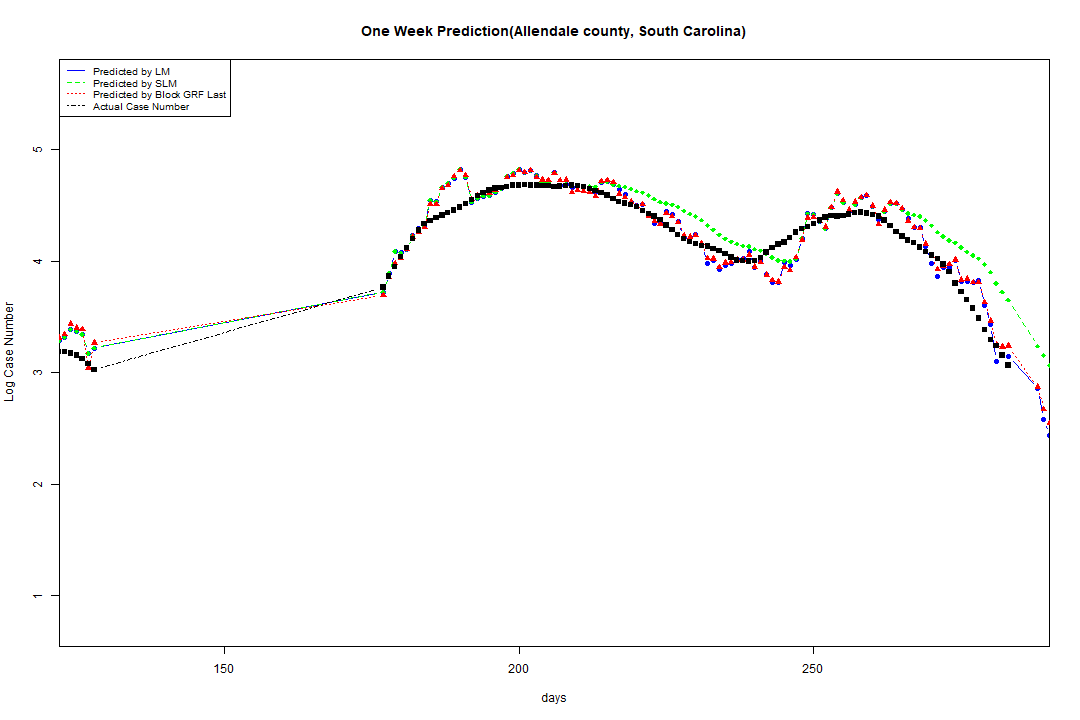 One Week Prediction(Allendale county, South Carolina)
Predicted by LM
Predicted by SLM
Predicted by Block GRF Last
Actual Case Number
5
4
3
2
1
Log Case Number
150
200
250
days